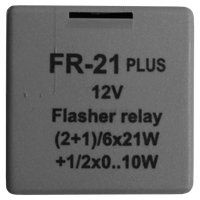 FR-21 PLUS
12V
Flasher relay
(2+1)/6x21W
+1/2x0..10W